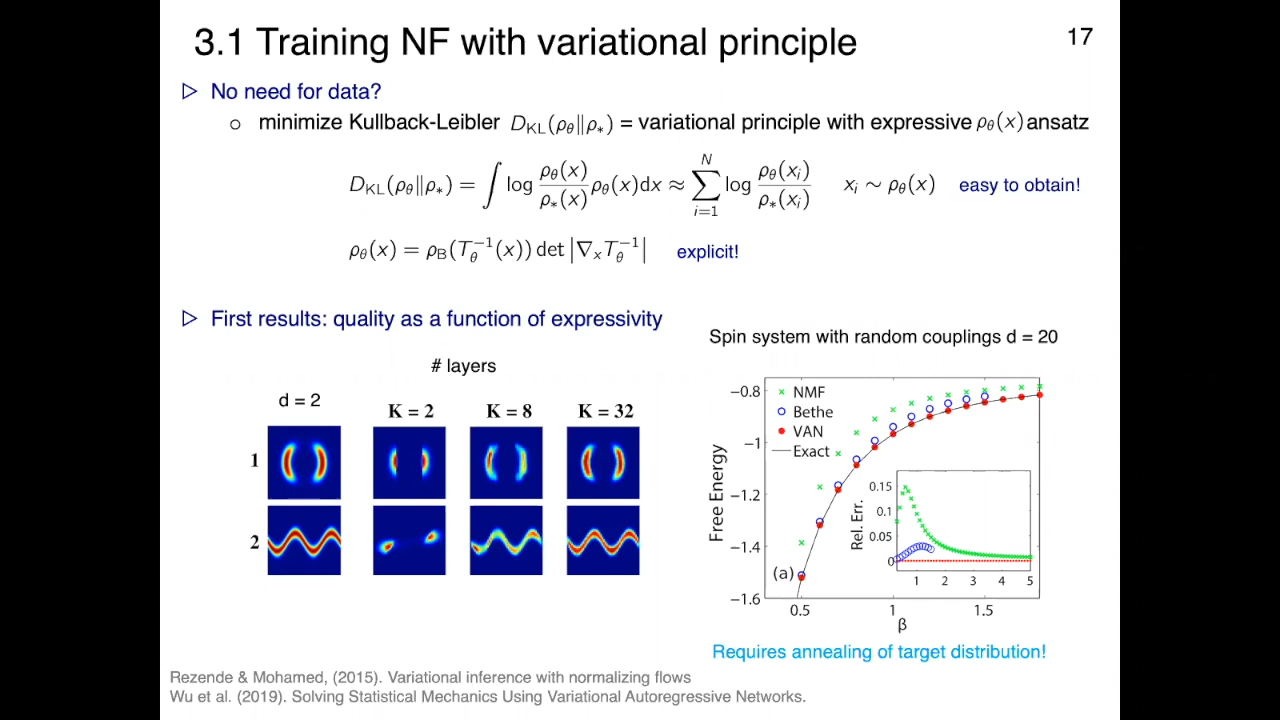 3.1 Training NF with variational principle
17
▷ No need for data?
○ minimize Kullback-Leibler D_KL(ρ_θ‖ρ_*) = variational principle with expressive ρ_θ(x) ansatz
D_KL(ρ_θ‖ρ_*) = ∫ log ρ_θ(x)/ρ_*(x) ρ_θ(x)dx ≈ ∑_{i=1}^{N} log ρ_θ(x_i)/ρ_*(x_i) x_i ∼ ρ_θ(x) easy to obtain!
ρ_θ(x) = ρ_B(T_θ^{-1}(x)) det |∇_x T_θ^{-1}| explicit!
▷ First results: quality as a function of expressivity
# layers
d = 2
K = 2 K = 8 K = 32
1
2
Spin system with random couplings d = 20
NMF
Bethe
VAN
Exact
Free Energy
−0.8
−1
−1.2
−1.4
−1.6
(a)
0.5 1 1.5
β
Rel. Err.
0.15
0.1
0.05
0
1 2 3 4 5
Requires annealing of target distribution!
Rezende & Mohamed, (2015). Variational inference with normalizing flows
Wu et al. (2019). Solving Statistical Mechanics Using Variational Autoregressive Networks.